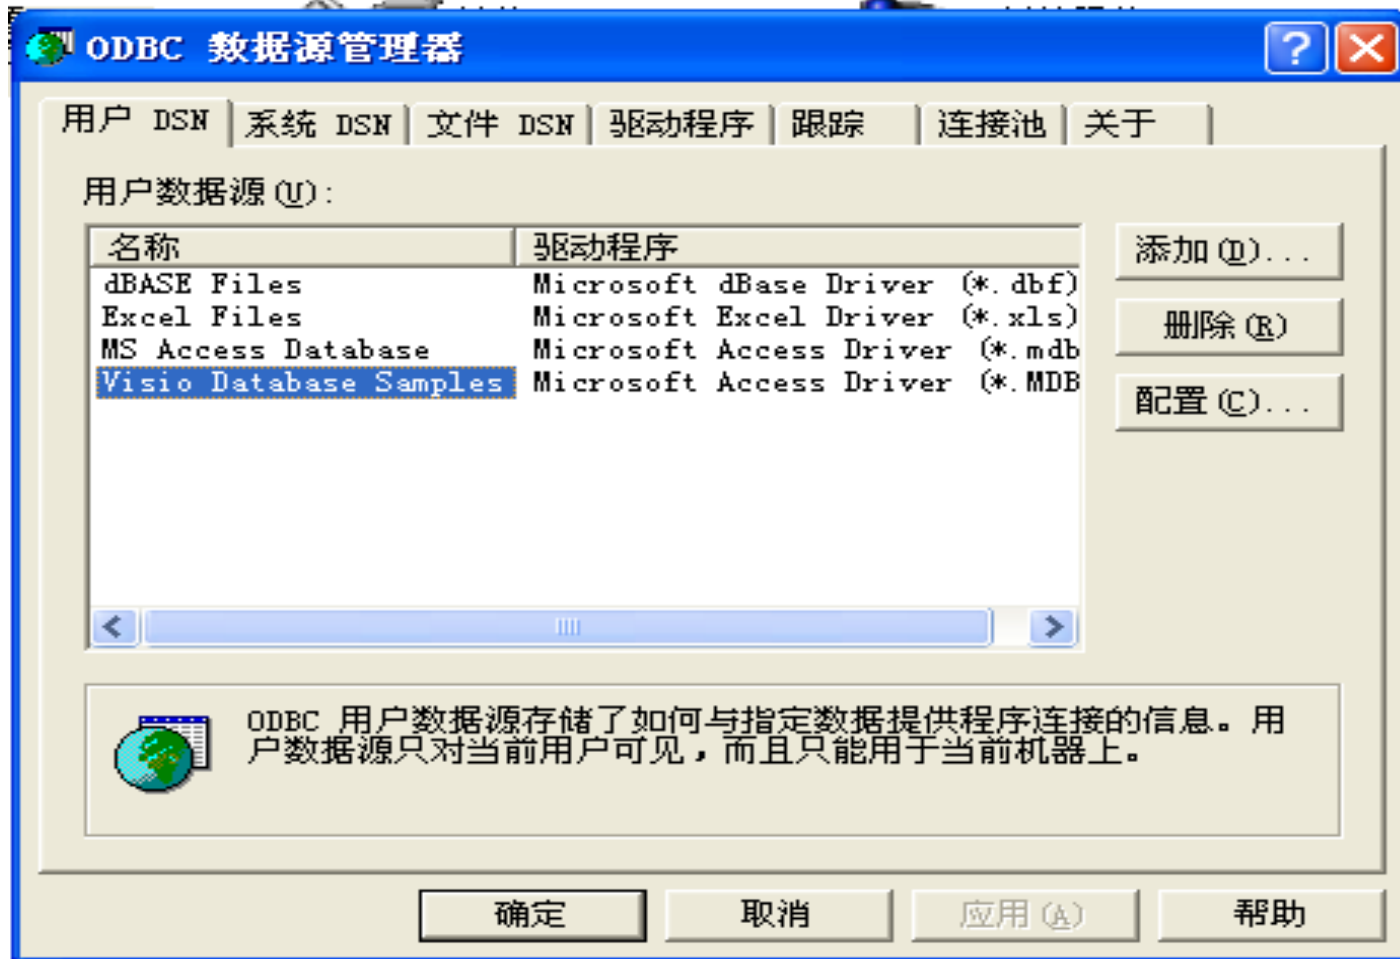 ODBC 数据源管理器
用户 DSN 系统 DSN 文件 DSN 驱动程序 跟踪 连接池 关于
用户数据源(U):
名称 驱动程序
dBASE Files Microsoft dBase Driver (*.dbf)
Excel Files Microsoft Excel Driver (*.xls)
MS Access Database Microsoft Access Driver (*.mdb
Visio Database Samples Microsoft Access Driver (*.MDB
添加(D)...
删除(R)
配置(C)...
ODBC 用户数据源存储了如何与指定数据提供程序连接的信息。用
户数据源只对当前用户可见，而且只能用于当前机器上。
确定 取消 应用(A) 帮助